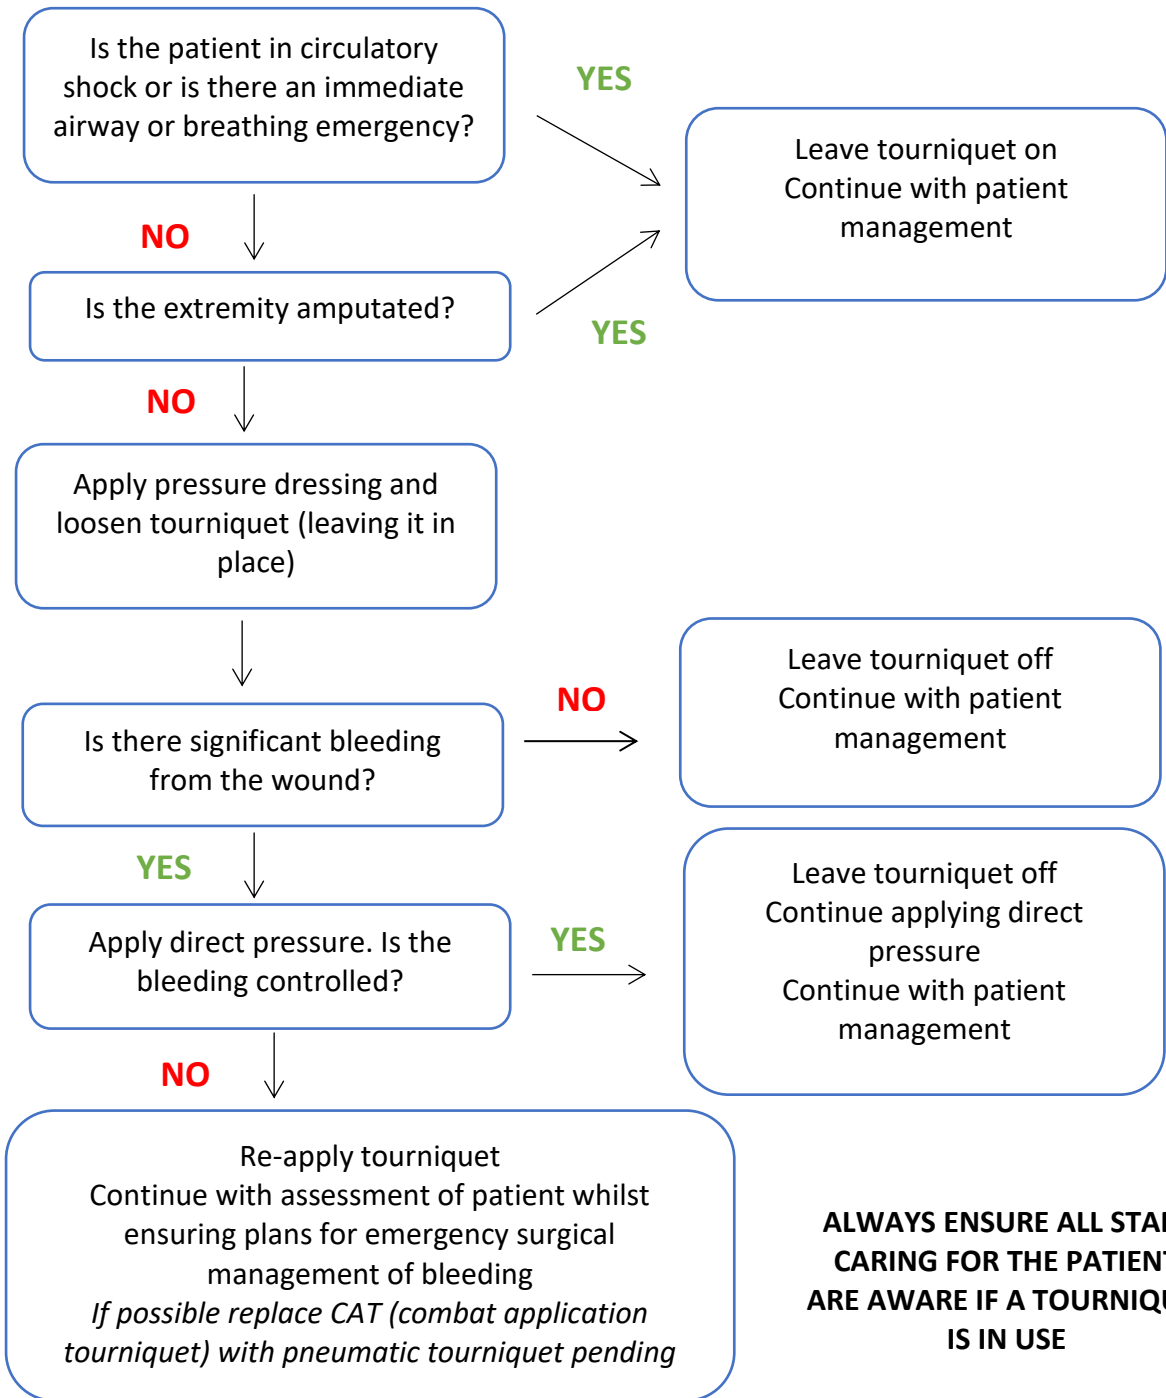 Is the patient in circulatory
shock or is there an immediate
airway or breathing emergency?
YES
Leave tourniquet on
Continue with patient
management
NO
Is the extremity amputated?
YES
NO
Apply pressure dressing and
loosen tourniquet (leaving it in
place)
Is there significant bleeding
from the wound?
NO
Leave tourniquet off
Continue with patient
management
YES
Apply direct pressure. Is the
bleeding controlled?
YES
Leave tourniquet off
Continue applying direct
pressure
Continue with patient
management
NO
Re-apply tourniquet
Continue with assessment of patient whilst
ensuring plans for emergency surgical
management of bleeding
If possible replace CAT (combat application
tourniquet) with pneumatic tourniquet pending
ALWAYS ENSURE ALL
CARING FOR THE PATIENT
ARE AWARE IF A
IS IN USE